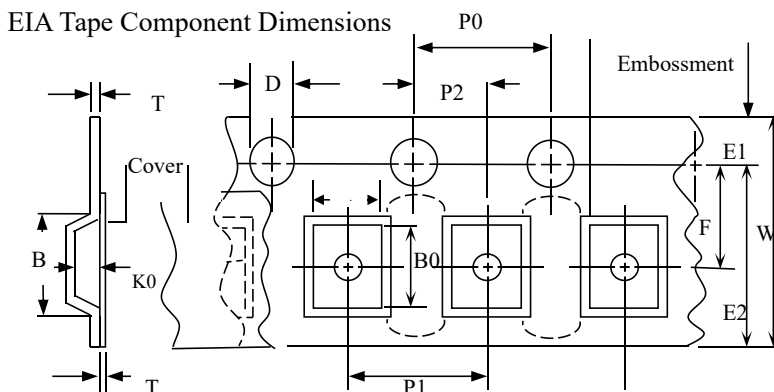 EIA Tape Component Dimensions
P0
D
P2
Embossment
T
E1
Cover
F
W
B
B0
K0
E2
T
P1